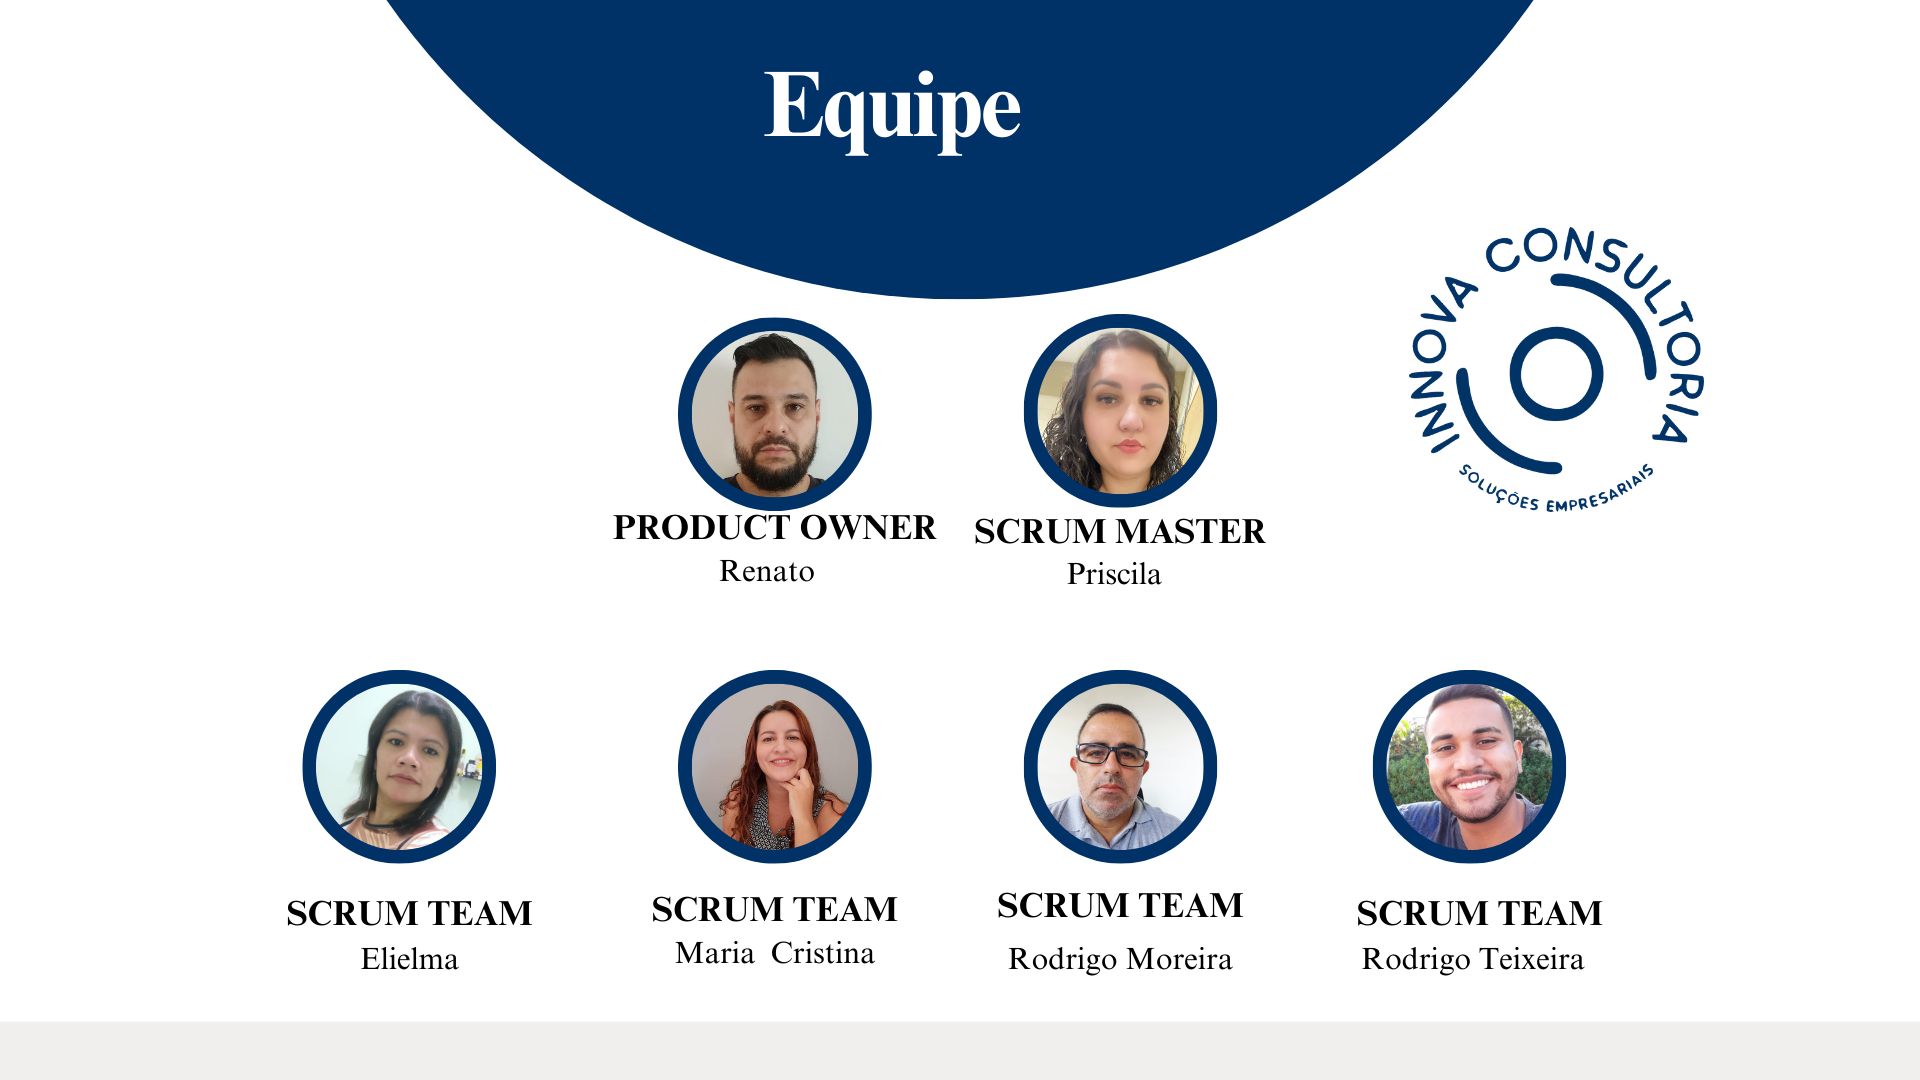 Equipe
INNOVA CONSULTORIA
SOLUÇÕES EMPRESARIAIS
PRODUCT OWNER
Renato
SCRUM MASTER
Priscila
SCRUM TEAM
Elielma
SCRUM TEAM
Maria  Cristina
SCRUM TEAM
Rodrigo Moreira
SCRUM TEAM
Rodrigo Teixeira